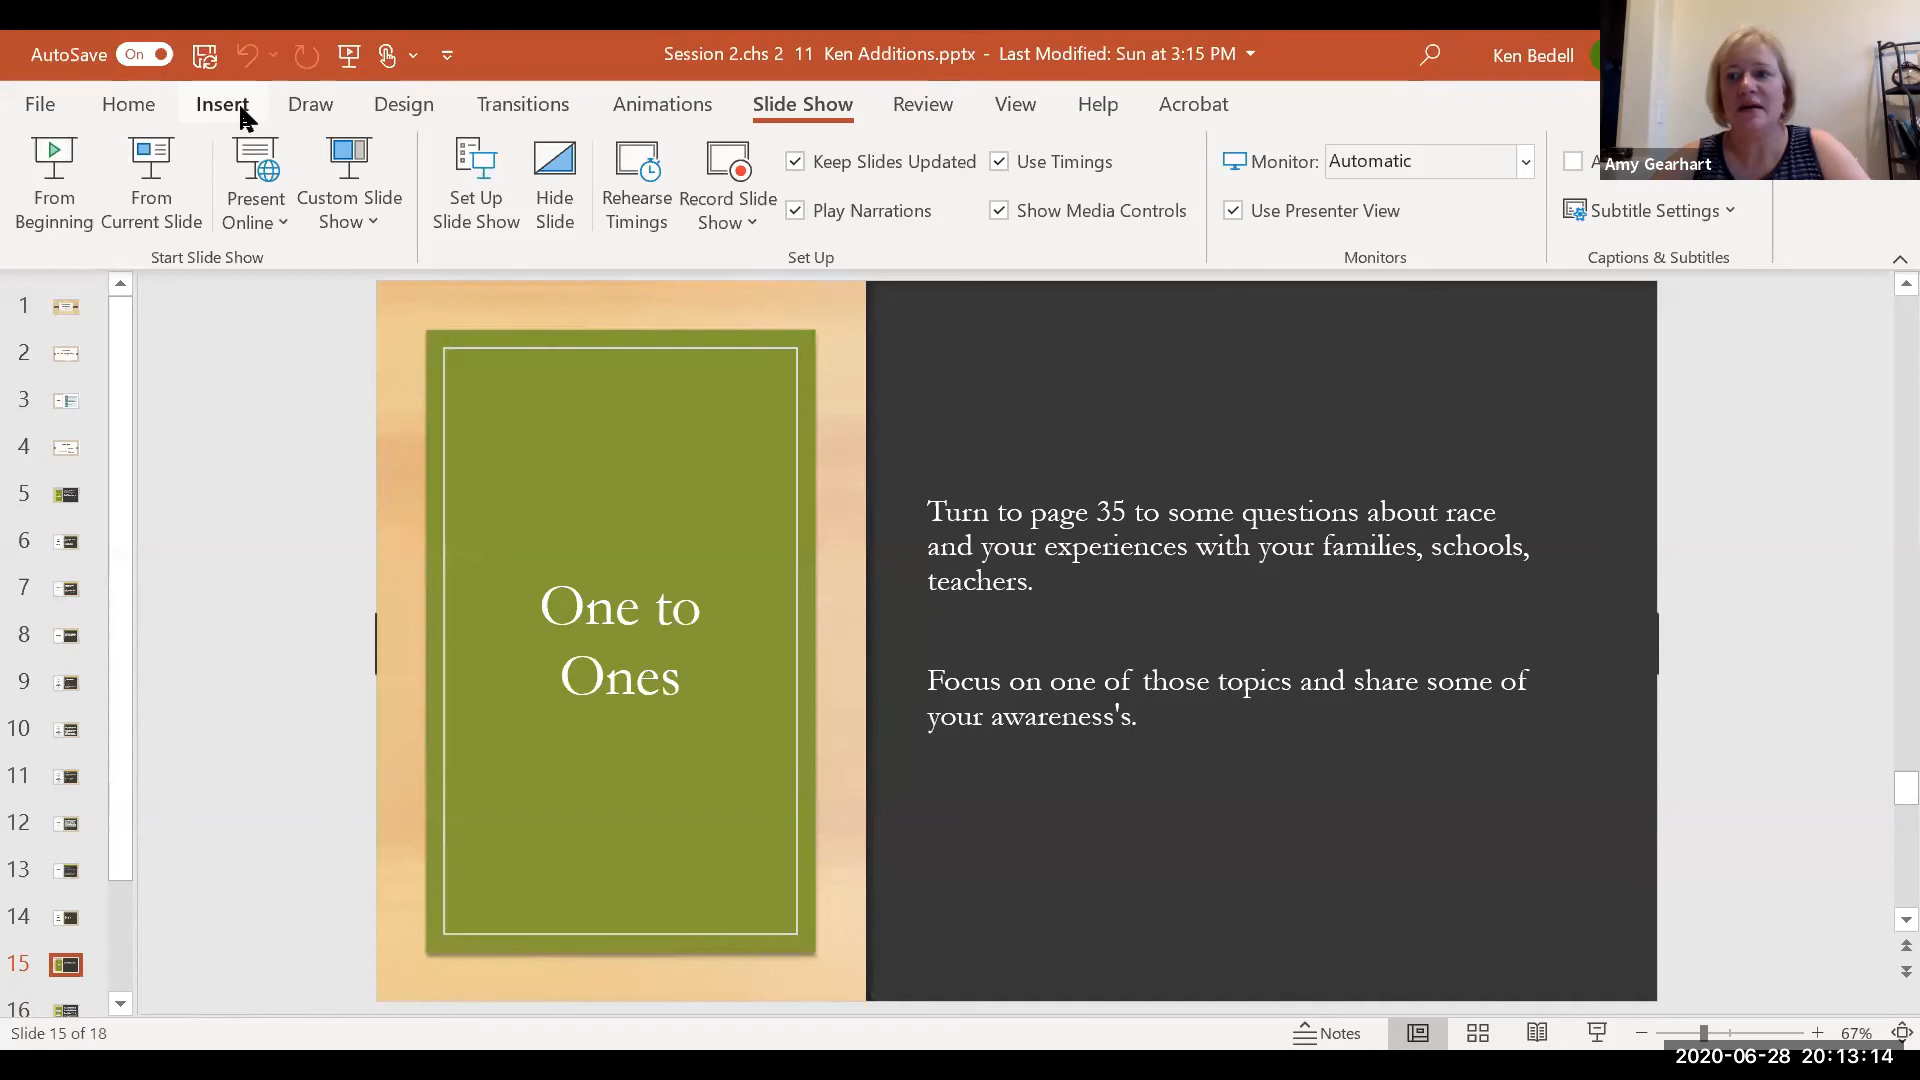 AutoSave On Session 2.chs 2 11 Ken Additions.pptx - Last Modified: Sun at 3:15 PM Ken Bedell
File Home Insert Draw Design Transitions Animations Slide Show Review View Help Acrobat
From Beginning
From Current Slide
Present Online
Custom Slide Show
Start Slide Show
Set Up Slide Show
Hide Slide
Rehearse Timings
Record Slide Show
Keep Slides Updated
Play Narrations
Use Timings
Show Media Controls
Set Up
Monitor: Automatic
Use Presenter View
Monitors
Subtitle Settings
Captions & Subtitles
Amy Gearhart
1
2
3
4
5
6
7
8
9
10
11
12
13
14
15
16
One to
Ones
Turn to page 35 to some questions about race
and your experiences with your families, schools,
teachers.
Focus on one of those topics and share some of
your awareness's.
Slide 15 of 18
Notes
67%
2020-06-28 20:13:14